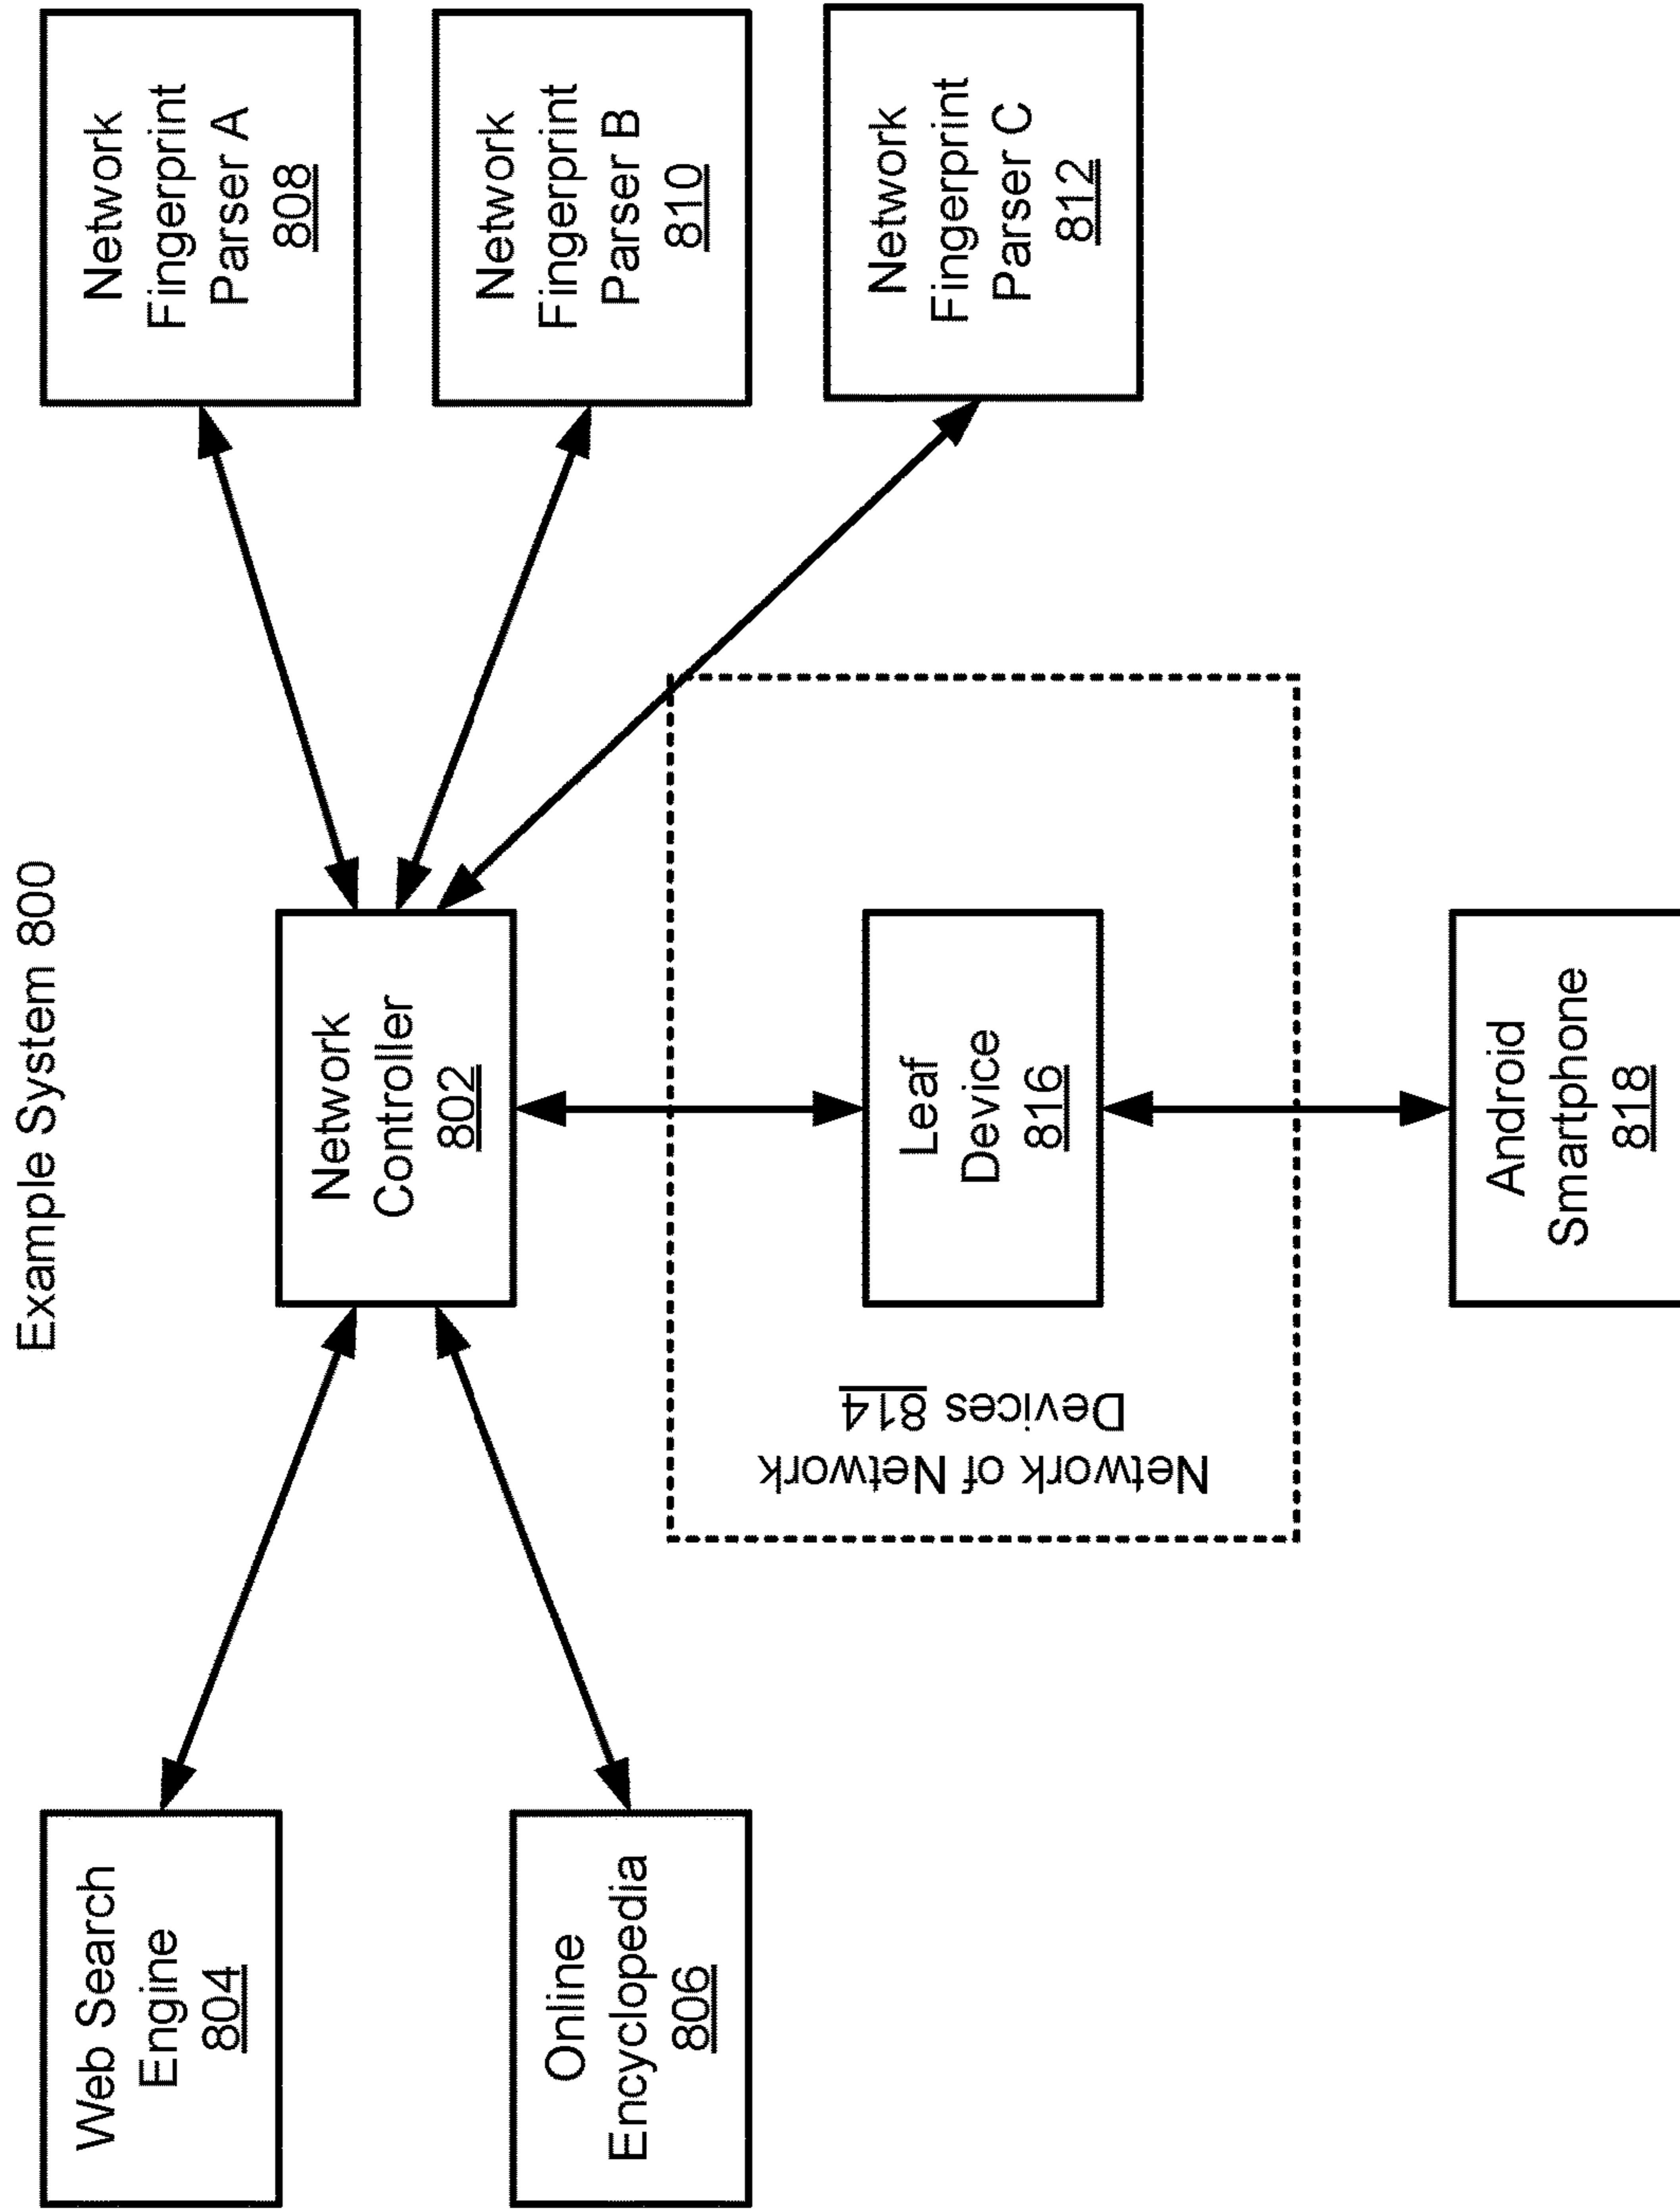 Example System 800
Web Search
Engine
804
Online
Encyclopedia
806
Network
Controller
802
Network
Fingerprint
Parser A
808
Network
Fingerprint
Parser B
810
Network
Fingerprint
Parser C
812
Network of Network
Devices 814
Leaf
Device
816
Android
Smartphone
818